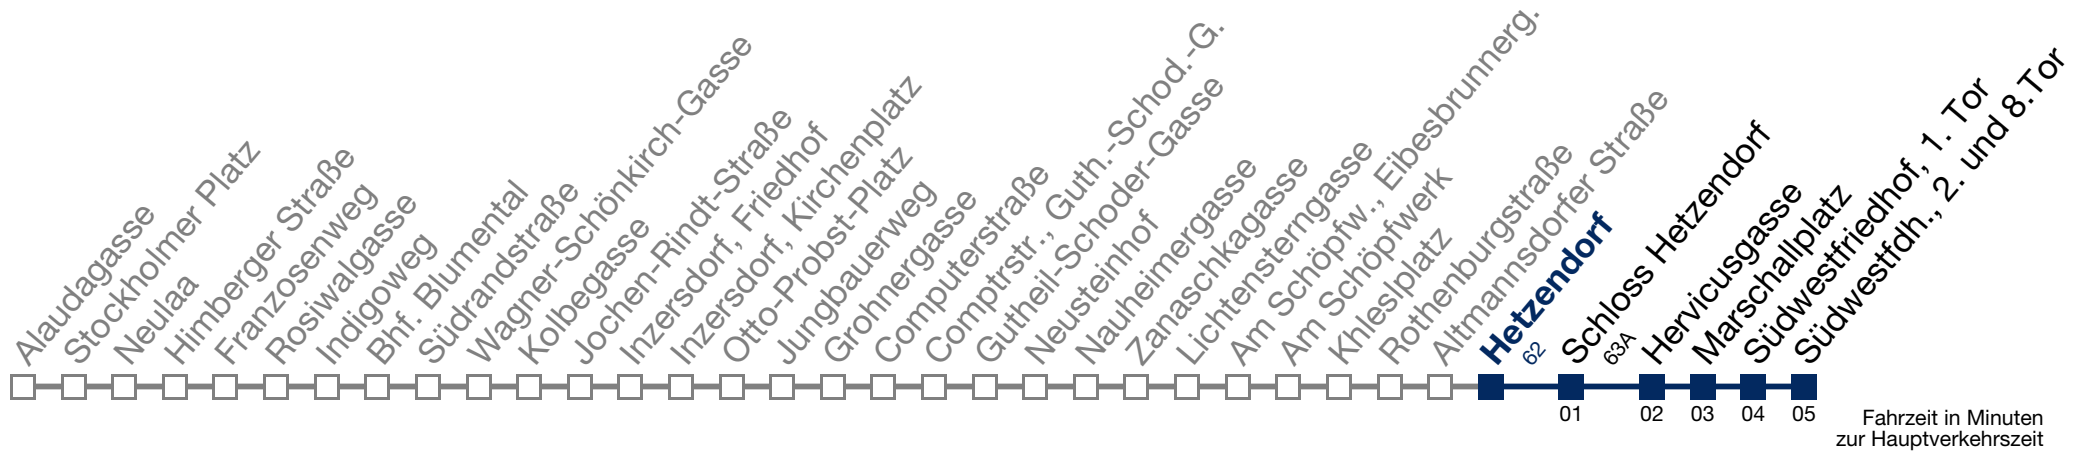 Alaudagasse
Stockholmer Platz
Neulaa
Himberger Straße
Franzosenweg
Rosiwalgasse
Indigoweg
Bhf. Blumental
Südrandstraße
Wagner-Schönkirch-Gasse
Kolbegasse
Jochen-Rindt-Straße
Inzersdorf, Friedhof
Inzersdorf, Kirchenplatz
Otto-Probst-Platz
Jungbauerweg
Grohnergasse
Computerstraße
Comptrstr., Guth.-Schod.-G.
Gutheil-Schoder-Gasse
Neusteinhof
Nauheimergasse
Zanaschkagasse
Lichtensterngasse
Am Schöpfw., Eibesbrunnerg.
Am Schöpfwerk
Khleslplatz
Rothenburgstraße
Altmannsdorfer Straße
Hetzendorf
62
Schloss Hetzendorf
63A
Hervicusgasse
Marschallplatz
Südwestfriedhof, 1. Tor
Südwestfdh., 2. und 8.Tor
01 02 03 04 05
Fahrzeit in Minuten
zur Hauptverkehrszeit